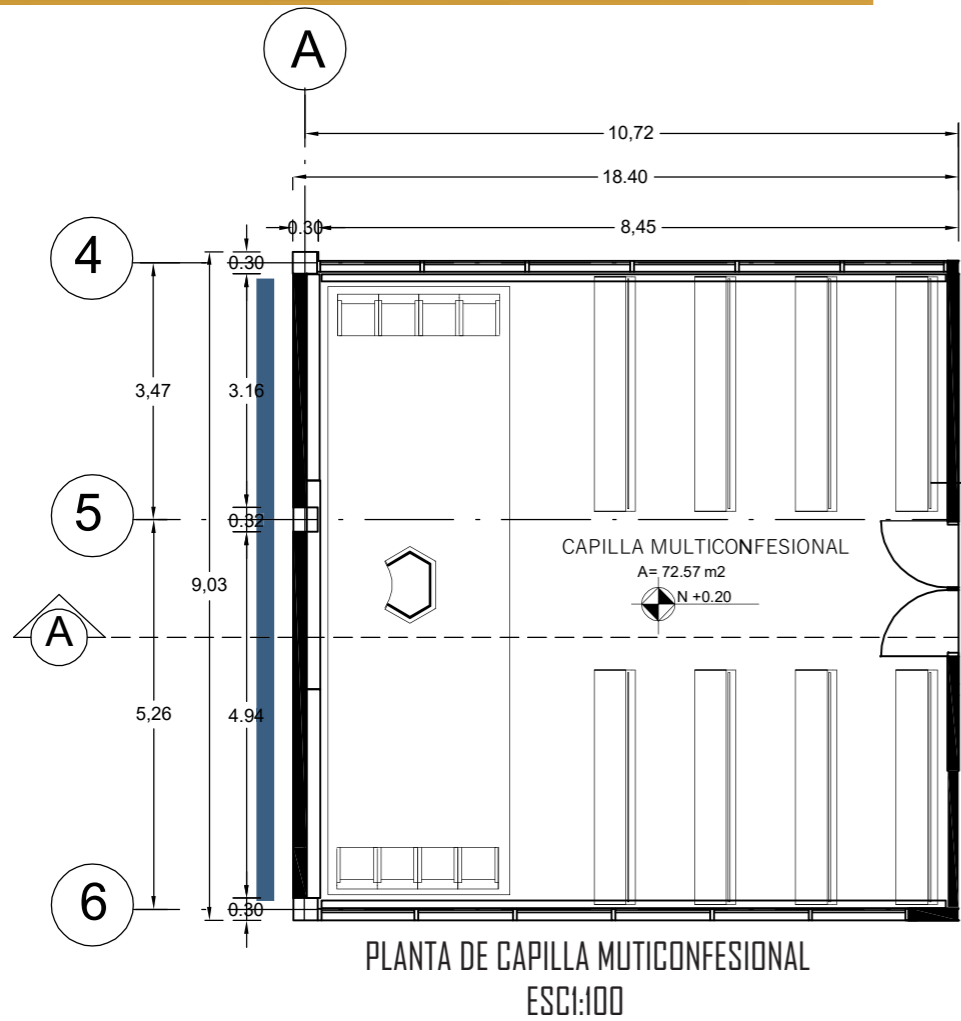 A
10,72
18.40
0.30
8,45
4
0.30
3,47
3.16
5
0.32
CAPILLA MULTICONFESIONAL
A= 72.57 m2
9,03
N +0.20
A
5,26
4.94
6
0.30
PLANTA DE CAPILLA MUTICONFESIONAL
ESC1:100